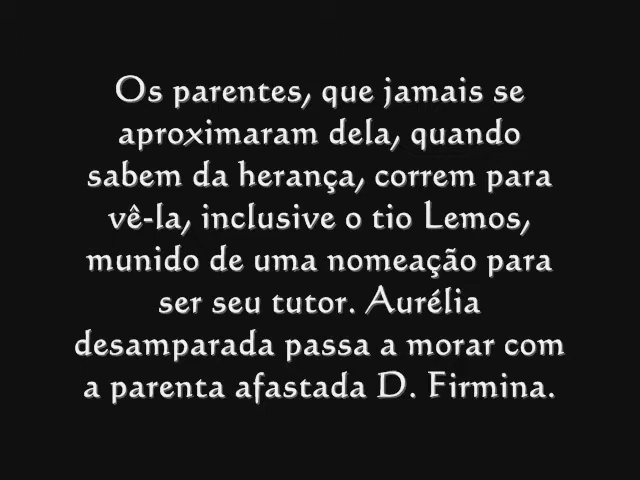 Os parentes, que jamais se
aproximaram dela, quando
sabem da herança, correm para
vê-la, inclusive o tio Lemos,
munido de uma nomeação para
ser seu tutor. Aurélia
desamparada passa a morar com
a parenta afastada D. Firmina.